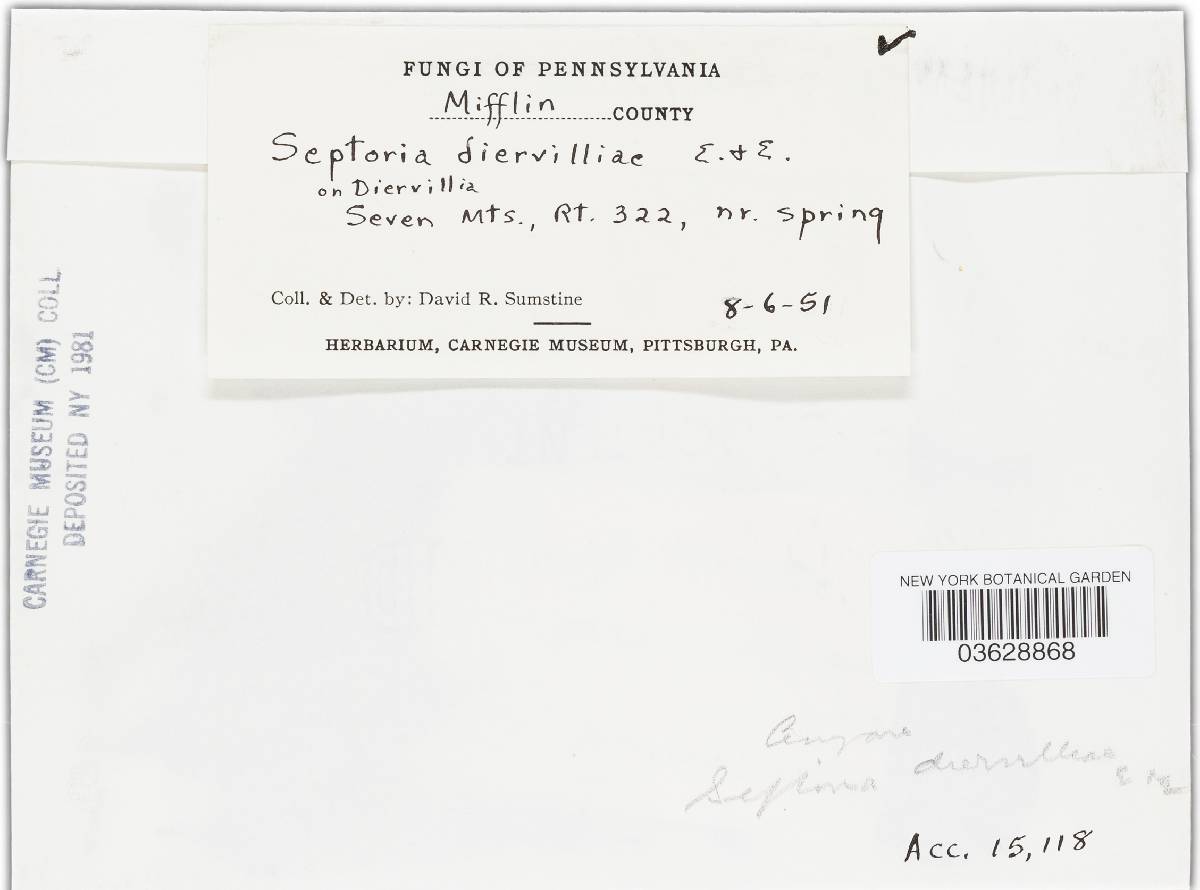 FUNGI OF PENNSYLVANIA
Mifflin COUNTY
Septoria diervilliae E. & E.
on Diervillia
Seven Mts., Rt. 322, nr. spring
Coll. & Det. by: David R. Sumstine 8-6-51
HERBARIUM, CARNEGIE MUSEUM, PITTSBURGH, PA.
CARNEGIE MUSEUM (CM) COLL
DEPOSITED NY 1981
NEW YORK BOTANICAL GARDEN
03628868
Septoria diervilleae E & E
Acc. 15,118